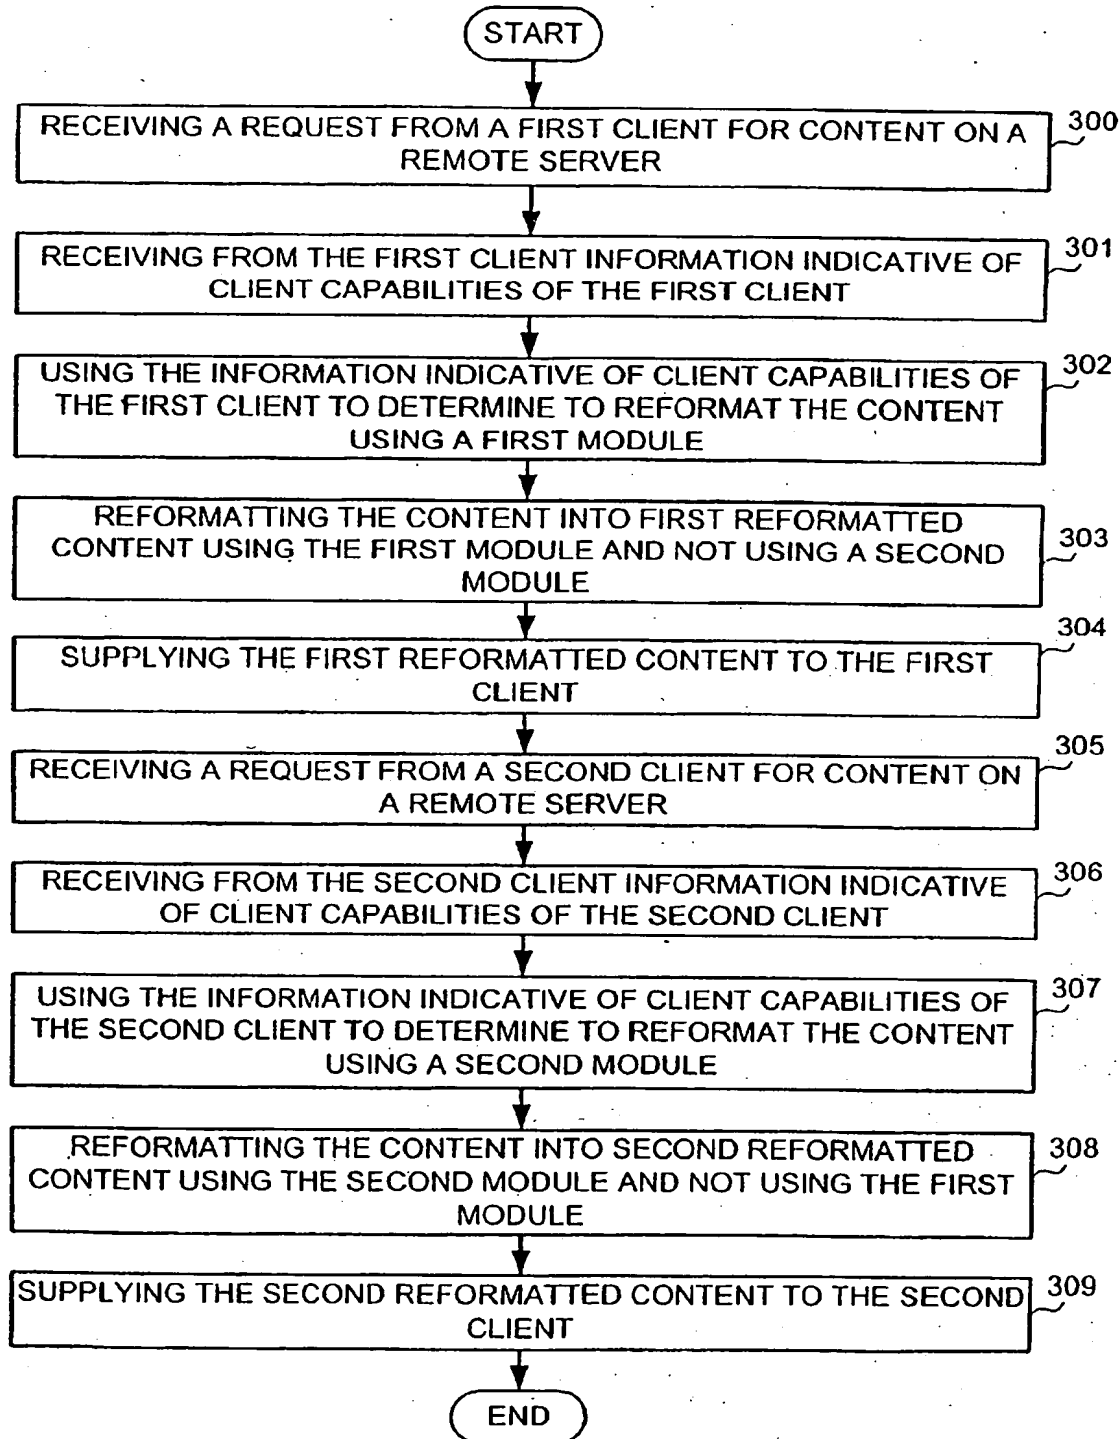 START
RECEIVING A REQUEST FROM A FIRST CLIENT FOR CONTENT ON A
REMOTE SERVER
300
RECEIVING FROM THE FIRST CLIENT INFORMATION INDICATIVE OF
CLIENT CAPABILITIES OF THE FIRST CLIENT
301
USING THE INFORMATION INDICATIVE OF CLIENT CAPABILITIES OF
THE FIRST CLIENT TO DETERMINE TO REFORMAT THE CONTENT
USING A FIRST MODULE
302
REFORMATTING THE CONTENT INTO FIRST REFORMATTED
CONTENT USING THE FIRST MODULE AND NOT USING A SECOND
MODULE
303
SUPPLYING THE FIRST REFORMATTED CONTENT TO THE FIRST
CLIENT
304
RECEIVING A REQUEST FROM A SECOND CLIENT FOR CONTENT ON
A REMOTE SERVER
305
RECEIVING FROM THE SECOND CLIENT INFORMATION INDICATIVE
OF CLIENT CAPABILITIES OF THE SECOND CLIENT
306
USING THE INFORMATION INDICATIVE OF CLIENT CAPABILITIES OF
THE SECOND CLIENT TO DETERMINE TO REFORMAT THE CONTENT
USING A SECOND MODULE
307
REFORMATTING THE CONTENT INTO SECOND REFORMATTED
CONTENT USING THE SECOND MODULE AND NOT USING THE FIRST
MODULE
308
SUPPLYING THE SECOND REFORMATTED CONTENT TO THE SECOND
CLIENT
309
END